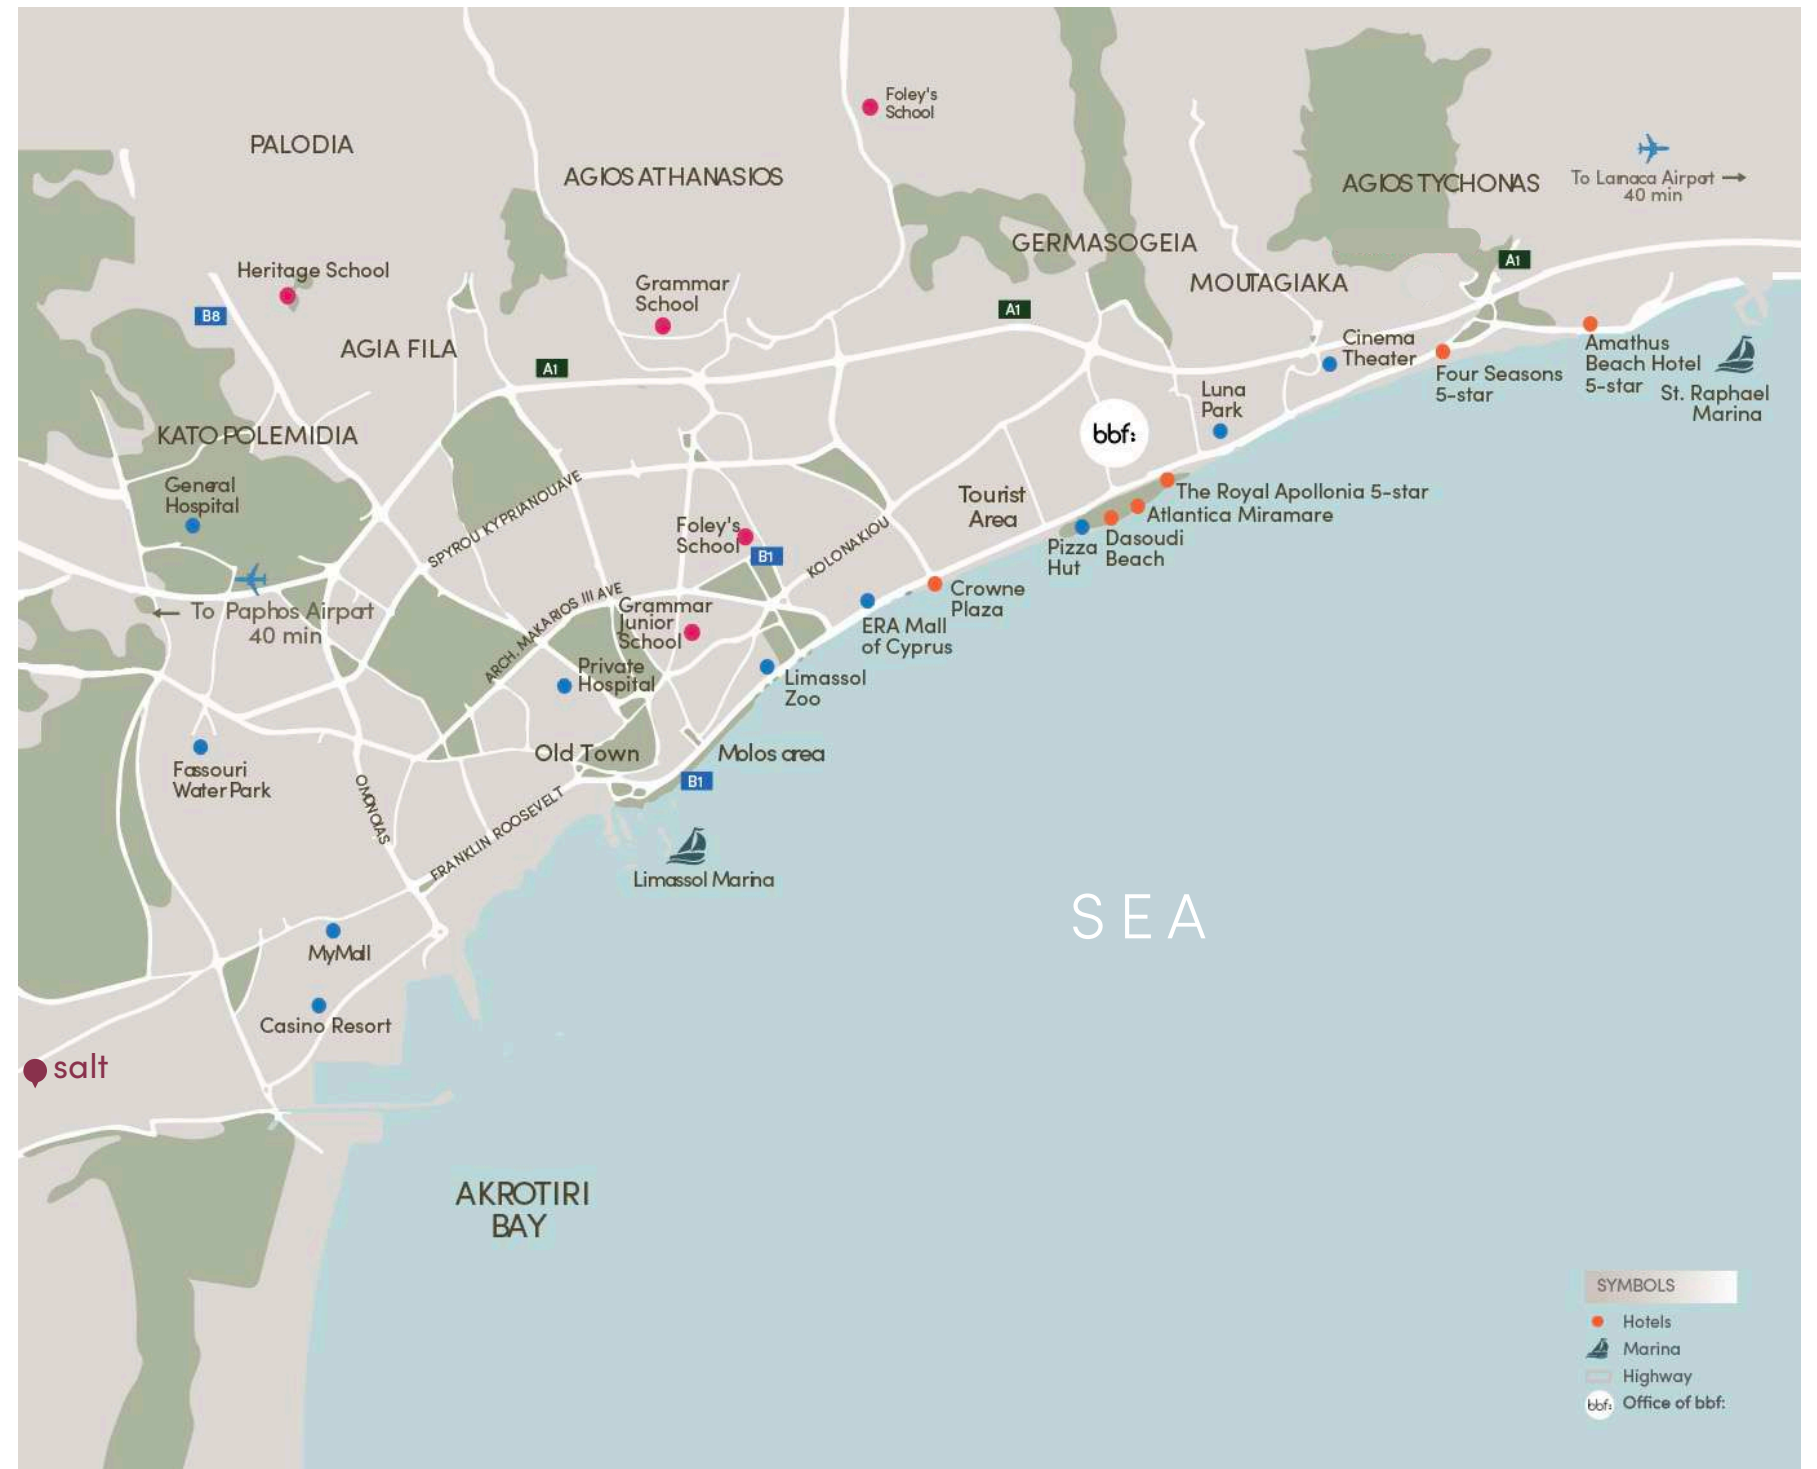 Foley's
School
PALODIA
AGIOS ATHANASIOS
AGIOS TYCHONAS
To Larnaca Airport →
40 min
GERMASOGEIA
Heritage School
Grammar
School
MOUTAGIAKA
A1
B8
A1
AGIA FILA
A1
Cinema
Theater
Amathus
Beach Hotel
5-star
Four Seasons
5-star
St. Raphael
Marina
Luna
Park
KATO POLEMIDIA
bbf:
General
Hospital
SPYROU KYPRIANOU AVE
Tourist
Area
The Royal Apollonia 5-star
Atlantica Miramare
Foley's
School
B1
KOLONAKIOU
Dasoudi
Beach
Pizza
Hut
Crowne
Plaza
← To Paphos Airport
40 min
ARCH. MAKARIOS III AVE
Grammar
Junior
School
ERA Mall
of Cyprus
Private
Hospital
Limassol
Zoo
Old Town
Molos area
B1
Fassouri
Water Park
OMONOIAS
FRANKLIN ROOSEVELT
Limassol Marina
SEA
MyMall
Casino Resort
salt
AKROTIRI
BAY
SYMBOLS
Hotels
Marina
Highway
bbf: Office of bbf: